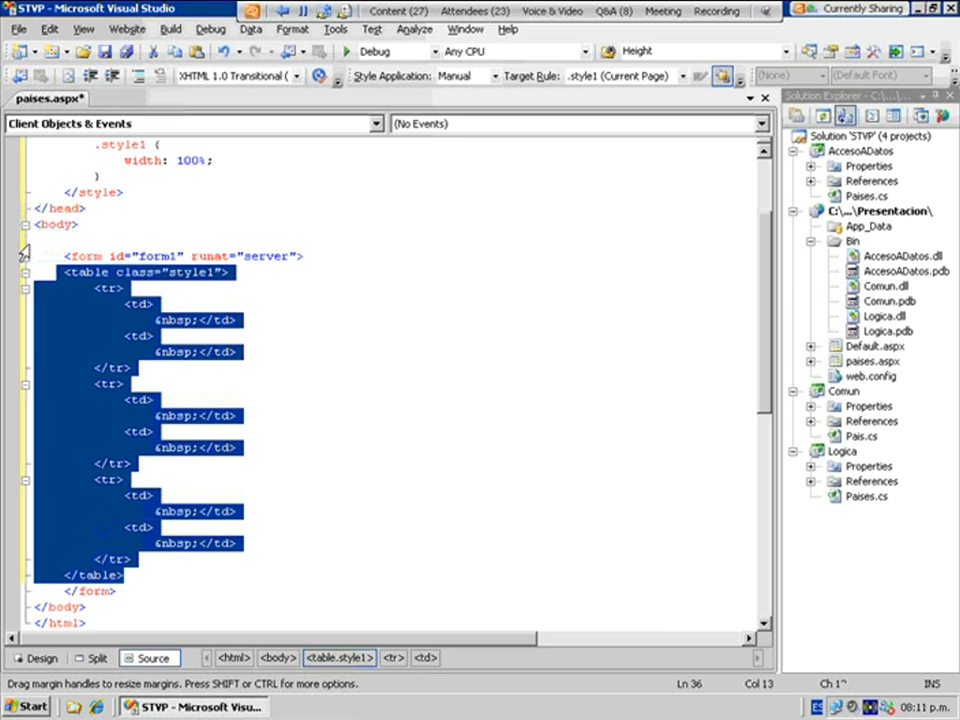 STVP - Microsoft Visual Studio
Content (27) Attendees (23) Voice & Video Q&A (8) Meeting Recording
Currently Sharing
File Edit View Website Build Debug Data Format Tools Test Analyze Window Help
Debug Any CPU Height
XHTML 1.0 Transitional ( Style Application: Manual Target Rule: .style1 (Current Page) (None) (Default Font)
paises.aspx*
Client Objects & Events (No Events)
.style1 {
width: 100%;
}
</style>
</head>
<body>
<form id="form1" runat="server">
<table class="style1">
<tr>
<td>
&nbsp;</td>
<td>
&nbsp;</td>
</tr>
<tr>
<td>
&nbsp;</td>
<td>
&nbsp;</td>
</tr>
<tr>
<td>
&nbsp;</td>
<td>
&nbsp;</td>
</tr>
</table>
</form>
</body>
</html>
Design Split Source <html> <body> <table.style1> <tr> <td>
Solution Explorer - C:\...\
Solution 'STVP' (4 projects)
AccesoADatos
Properties
References
Paises.cs
C:\...\Presentacion\
App_Data
Bin
AccesoADatos.dll
AccesoADatos.pdb
Comun.dll
Comun.pdb
Logica.dll
Logica.pdb
Default.aspx
paises.aspx
web.config
Comun
Properties
References
Pais.cs
Logica
Properties
References
Paises.cs
Drag margin handles to resize margins. Press SHIFT or CTRL for more options. Ln 36 Col 13 INS
Start STVP - Microsoft Visu... ES 08:11 p.m.